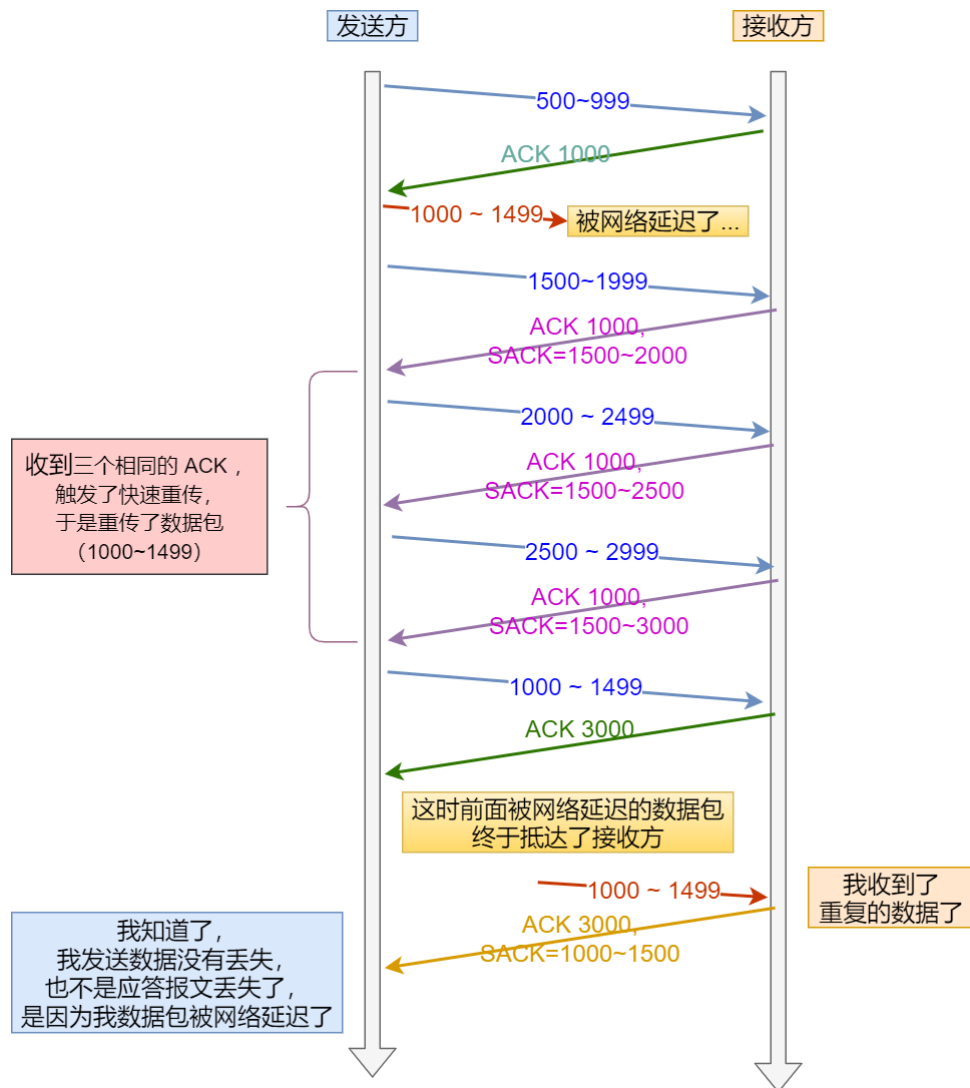 发送方
接收方
500~999
ACK 1000
1000 ~ 1499
被网络延迟了...
1500~1999
ACK 1000,
SACK=1500~2000
2000 ~ 2499
ACK 1000,
SACK=1500~2500
收到三个相同的 ACK ，
触发了快速重传，
于是重传了数据包
（1000~1499）
2500 ~ 2999
ACK 1000,
SACK=1500~3000
1000 ~ 1499
ACK 3000
这时前面被网络延迟的数据包
终于抵达了接收方
1000 ~ 1499
我收到了
重复的数据了
ACK 3000,
SACK=1000~1500
我知道了，
我发送数据没有丢失，
也不是应答报文丢失了，
是因为我数据包被网络延迟了